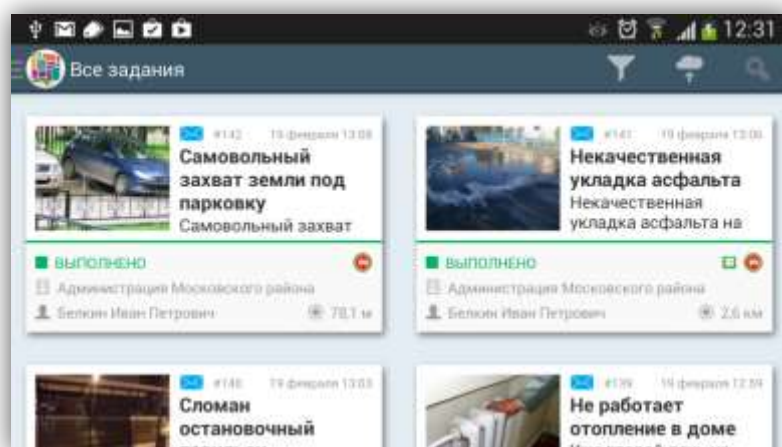 12:31
Все задания
#142 19 февраля 13:08
Самовольный
захват земли под
парковку
Самовольный захват
ВЫПОЛНЕНО
Администрация Московского района
Белкин Иван Петрович 78,1 м
#141 19 февраля 13:06
Некачественная
укладка асфальта
Некачественная
укладка асфальта на
ВЫПОЛНЕНО
Администрация Московского района
Белкин Иван Петрович 2,6 км
#140 19 февраля 13:03
Сломан
остановочный
#139 19 февраля 12:59
Не работает
отопление в доме